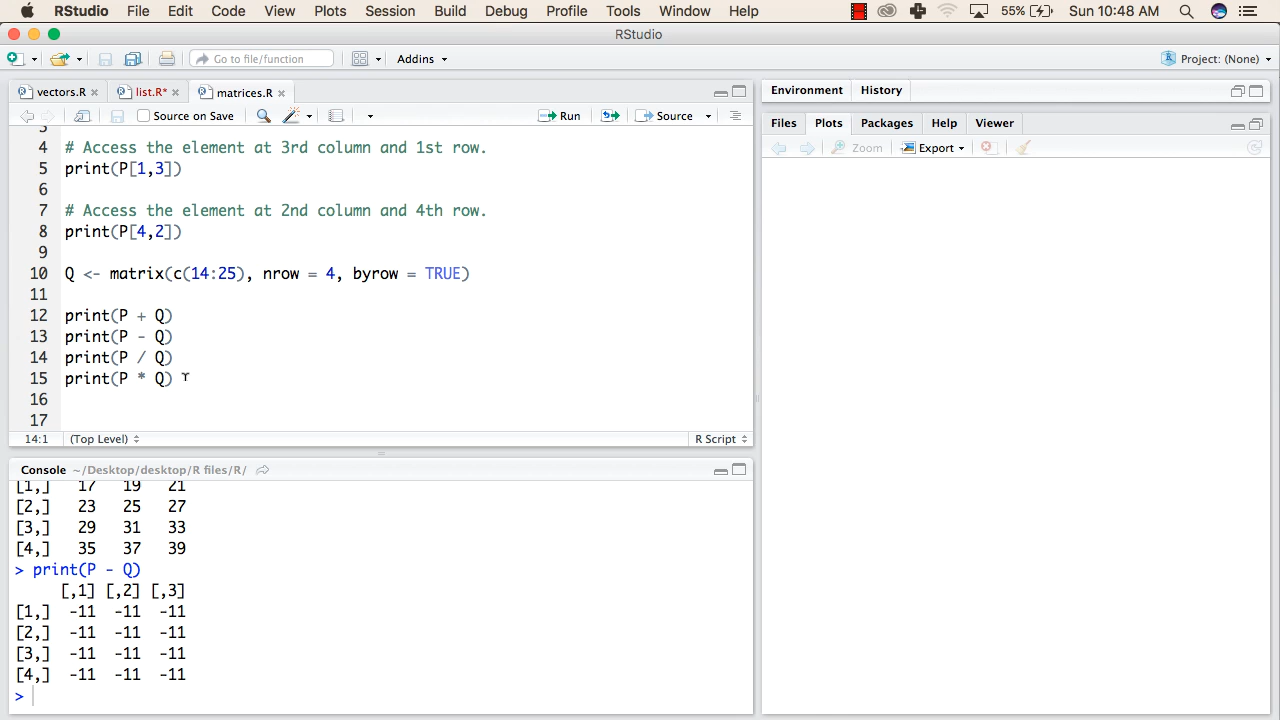 RStudio File Edit Code View Plots Session Build Debug Profile Tools Window Help 55% Sun 10:48 AM
RStudio
Go to file/function Addins Project: (None)
vectors.R list.R* matrices.R
Source on Save Run Source
3
4 # Access the element at 3rd column and 1st row.
5 print(P[1,3])
6
7 # Access the element at 2nd column and 4th row.
8 print(P[4,2])
9
10 Q <- matrix(c(14:25), nrow = 4, byrow = TRUE)
11
12 print(P + Q)
13 print(P - Q)
14 print(P / Q)
15 print(P * Q)
16
17
14:1 (Top Level) R Script
Console ~/Desktop/desktop/R files/R/
[1,] 17 19 21
[2,] 23 25 27
[3,] 29 31 33
[4,] 35 37 39
> print(P - Q)
[,1] [,2] [,3]
[1,] -11 -11 -11
[2,] -11 -11 -11
[3,] -11 -11 -11
[4,] -11 -11 -11
>
Environment History
Files Plots Packages Help Viewer
Zoom Export